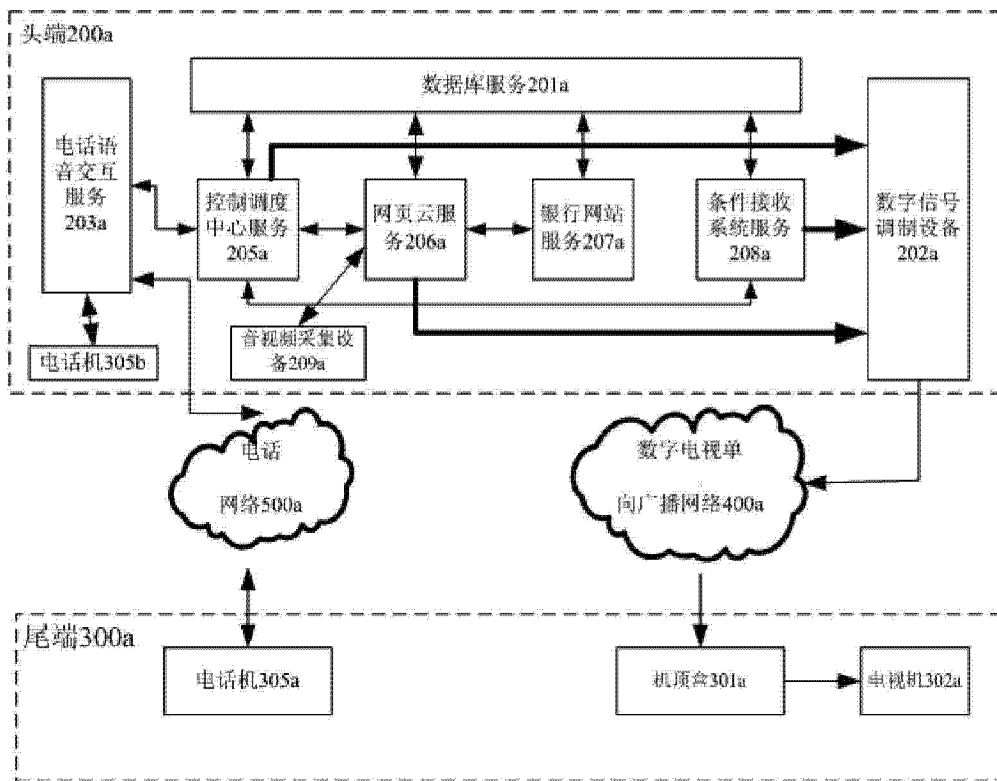 头端200a
数据库服务201a
电话语
音交互
服务
203a
控制调度
中心服务
205a
网页云服
务206a
银行网站
服务207a
条件接收
系统服务
208a
数字信号
调制设备
202a
电话机305b
音视频采集设
备209a
电话
网络500a
数字电视单
向广播网络400a
尾端300a
电话机305a
机顶盒301a
电视机302a